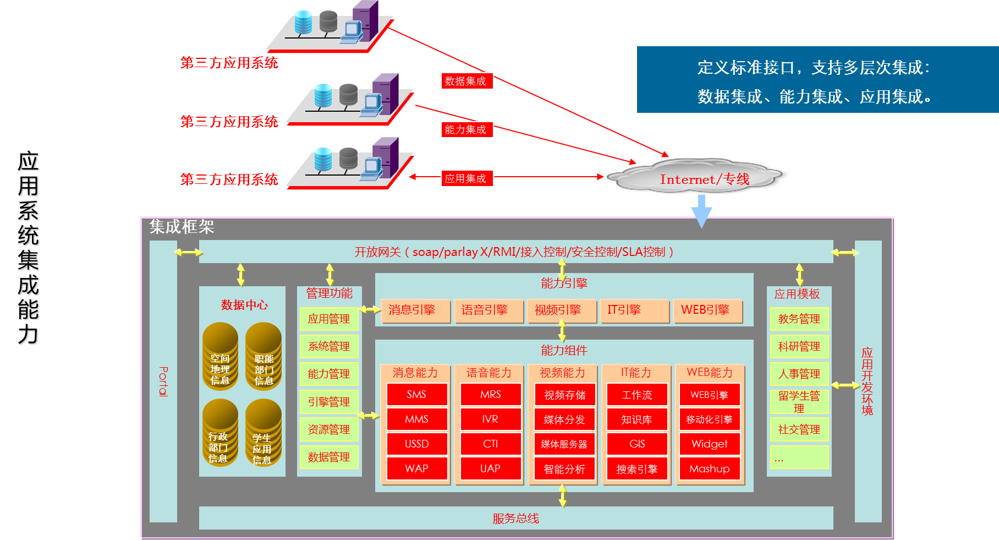 应用系统集成能力
第三方应用系统
第三方应用系统
第三方应用系统
数据集成
能力集成
应用集成
定义标准接口，支持多层次集成：
数据集成、能力集成、应用集成。
Internet/专线
集成框架
Portal
开放网关（soap/parlay X/RMI/接入控制/安全控制/SLA控制）
数据中心
空间
地理
信息
职能
部门
信息
行政
部门
信息
学生
应用
信息
管理功能
应用管理
系统管理
能力管理
引擎管理
资源管理
数据管理
能力引擎
消息引擎
语音引擎
视频引擎
IT引擎
WEB引擎
能力组件
消息能力
SMS
MMS
USSD
WAP
语音能力
MRS
IVR
CTI
UAP
视频能力
视频存储
媒体分发
媒体服务器
智能分析
IT能力
工作流
知识库
GIS
搜索引擎
WEB能力
WEB引擎
移动化引擎
Widget
Mashup
应用模板
教务管理
科研管理
人事管理
留学生管
理
社交管理
...
应用开发环境
服务总线